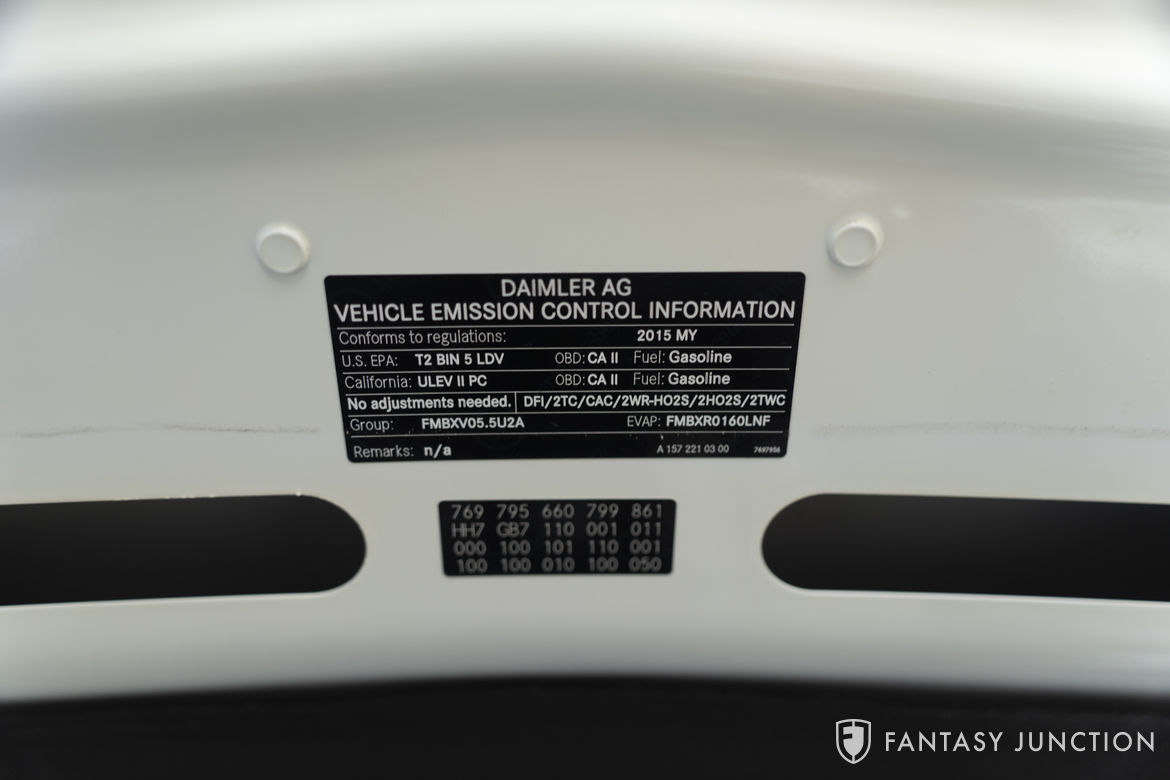 DAIMLER AG
VEHICLE EMISSION CONTROL INFORMATION
Conforms to regulations: 2015 MY
U.S. EPA: T2 BIN 5 LDV OBD: CA II Fuel: Gasoline
California: ULEV II PC OBD: CA II Fuel: Gasoline
No adjustments needed. DFI/2TC/CAC/2WR-HO2S/2HO2S/2TWC
Group: FMBXV05.5U2A EVAP: FMBXR0160LNF
Remarks: n/a A 157 221 03 00 7697956
769 795 660 799 861
HH7 GB7 110 001 011
000 100 101 110 001
100 100 010 100 050
FANTASY JUNCTION